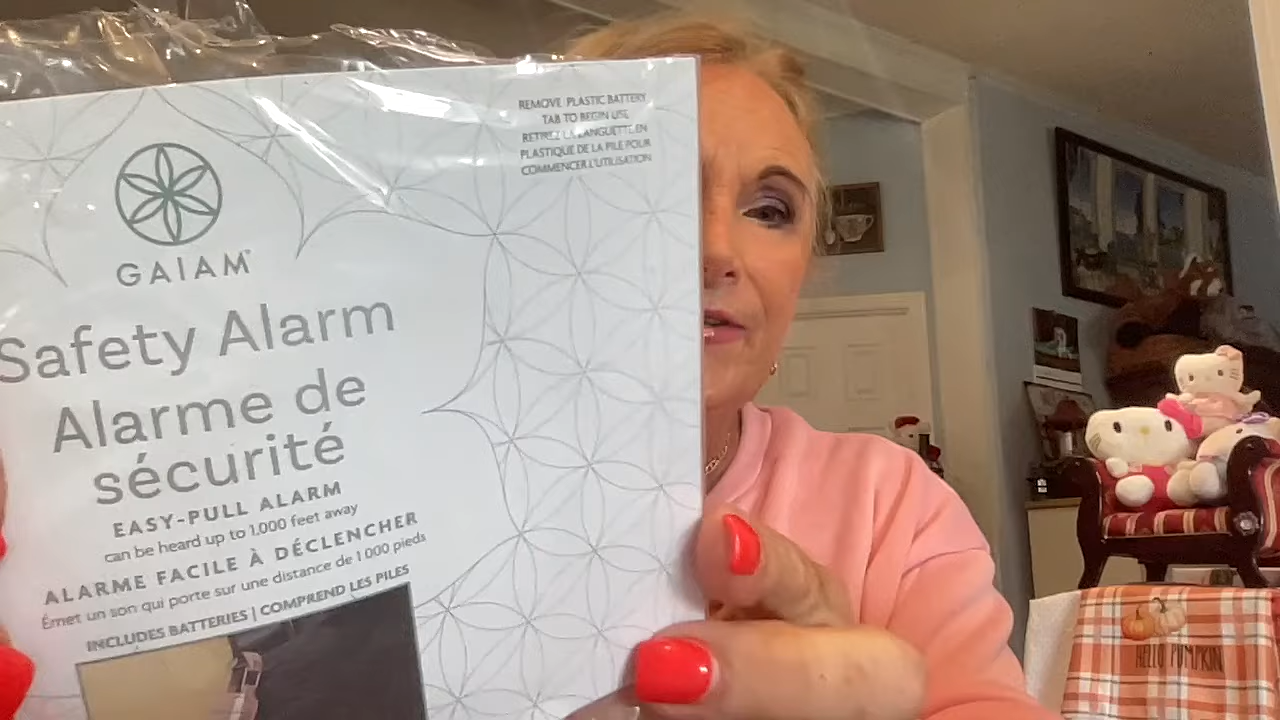 REMOVE PLASTIC BATTERY
TAB TO BEGIN USE
RETIREZ LA LANGUETTE EN
PLASTIQUE DE LA PILE POUR
COMMENCER L'UTILISATION
GAIAM
Safety Alarm
Alarme de
sécurité
EASY-PULL ALARM
can be heard up to 1,000 feet away
ALARME FACILE À DÉCLENCHER
Émet un son qui porte sur une distance de 1 000 pieds
INCLUDES BATTERIES | COMPREND LES PILES
HELLO PUMPKIN